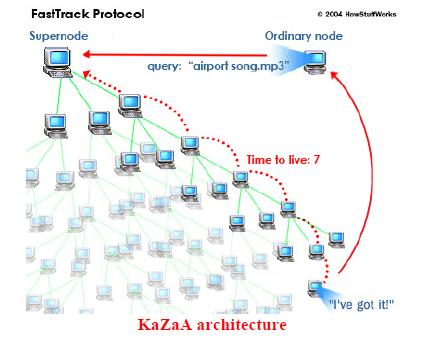 FastTrack Protocol
© 2004 HowStuffWorks
Supernode
Ordinary node
query: "airport song.mp3"
Time to live: 7
"I've got it!"
KaZaA architecture